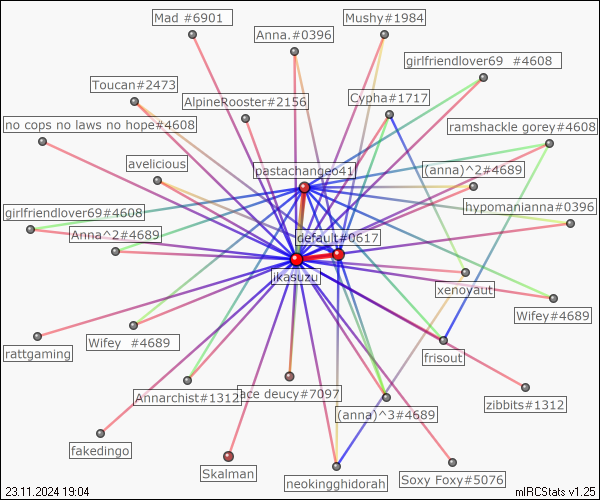 Mad #6901
Mushy#1984
Anna.#0396
girlfriendlover69 #4608
Toucan#2473
AlpineRooster#2156
Cypha#1717
no cops no laws no hope#4608
ramshackle gorey#4608
avelicious
pastachangeo41
(anna)^2#4689
girlfriendlover69#4608
hypomanianna#0396
Anna^2#4689
default#0617
ikasuzu
xenoyaut
Wifey#4689
Wifey #4689
rattgaming
frisout
Annarchist#1312
ace deucy#7097
(anna)^3#4689
zibbits#1312
fakedingo
Skalman
neokingghidorah
Soxy Foxy#5076
23.11.2024 19:04
mIRCStats v1.25